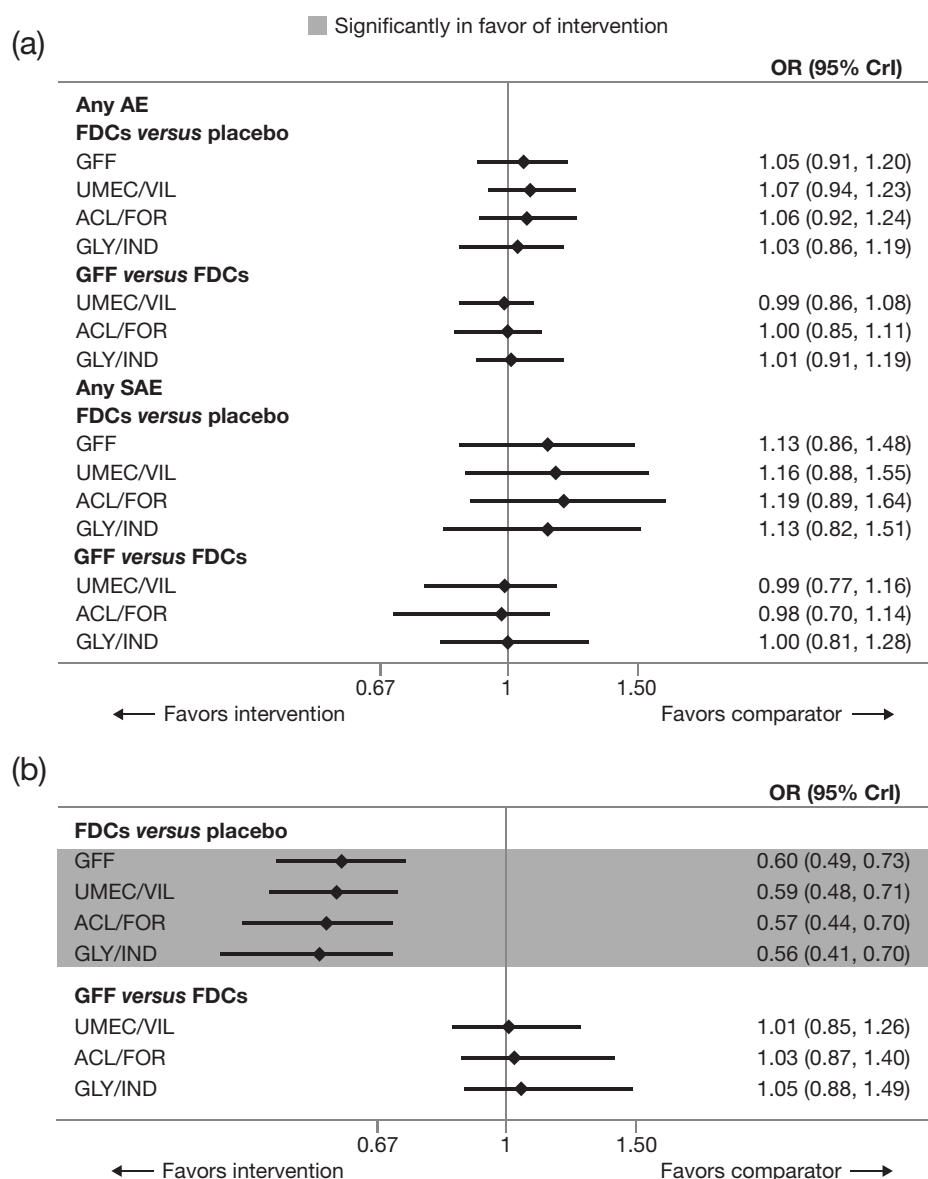 Significantly in favor of intervention
(a)
OR (95% CrI)
Any AE
FDCs versus placebo
GFF 1.05 (0.91, 1.20)
UMEC/VIL 1.07 (0.94, 1.23)
ACL/FOR 1.06 (0.92, 1.24)
GLY/IND 1.03 (0.86, 1.19)
GFF versus FDCs
UMEC/VIL 0.99 (0.86, 1.08)
ACL/FOR 1.00 (0.85, 1.11)
GLY/IND 1.01 (0.91, 1.19)
Any SAE
FDCs versus placebo
GFF 1.13 (0.86, 1.48)
UMEC/VIL 1.16 (0.88, 1.55)
ACL/FOR 1.19 (0.89, 1.64)
GLY/IND 1.13 (0.82, 1.51)
GFF versus FDCs
UMEC/VIL 0.99 (0.77, 1.16)
ACL/FOR 0.98 (0.70, 1.14)
GLY/IND 1.00 (0.81, 1.28)
0.67 1 1.50
Favors intervention Favors comparator
(b)
OR (95% CrI)
FDCs versus placebo
GFF 0.60 (0.49, 0.73)
UMEC/VIL 0.59 (0.48, 0.71)
ACL/FOR 0.57 (0.44, 0.70)
GLY/IND 0.56 (0.41, 0.70)
GFF versus FDCs
UMEC/VIL 1.01 (0.85, 1.26)
ACL/FOR 1.03 (0.87, 1.40)
GLY/IND 1.05 (0.88, 1.49)
0.67 1 1.50
Favors intervention Favors comparator